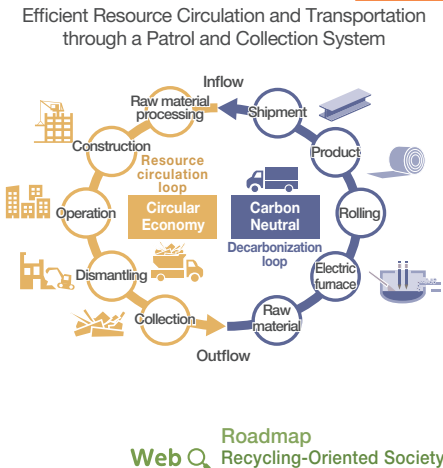 Efficient Resource Circulation and Transportation
through a Patrol and Collection System
Inflow
Raw material
processing
Shipment
Construction
Product
Resource
circulation
loop
Operation
Circular
Economy
Carbon
Neutral
Rolling
Decarbonization
loop
Dismantling
Electric
furnace
Collection
Raw
material
Outflow
Roadmap
Web
Recycling-Oriented Society